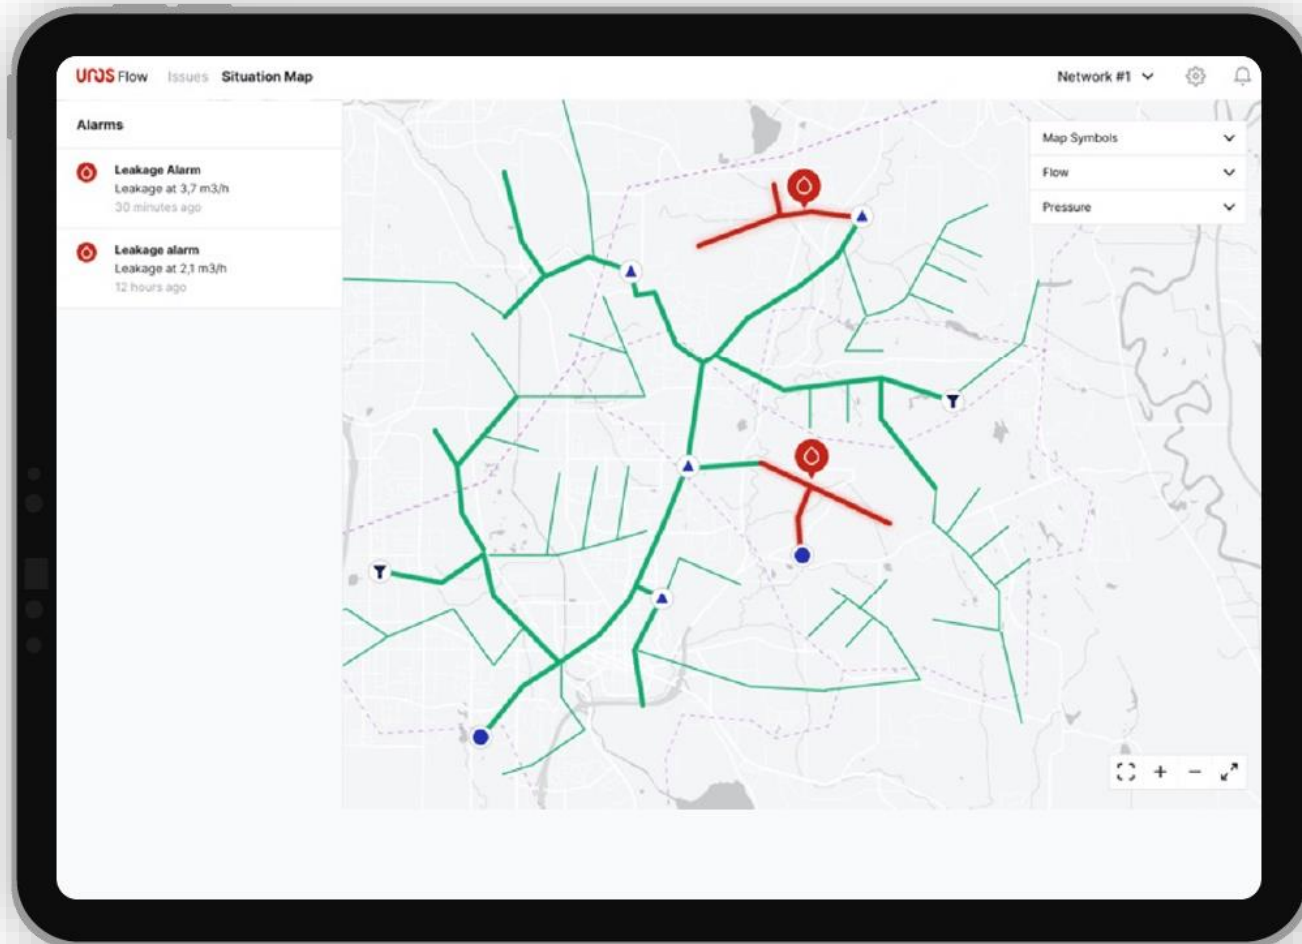 UNOS Flow Issues Situation Map Network #1
Alarms
Leakage Alarm
Leakage at 3,7 m3/h
30 minutes ago
Leakage alarm
Leakage at 2,1 m3/h
12 hours ago
Map Symbols
Flow
Pressure